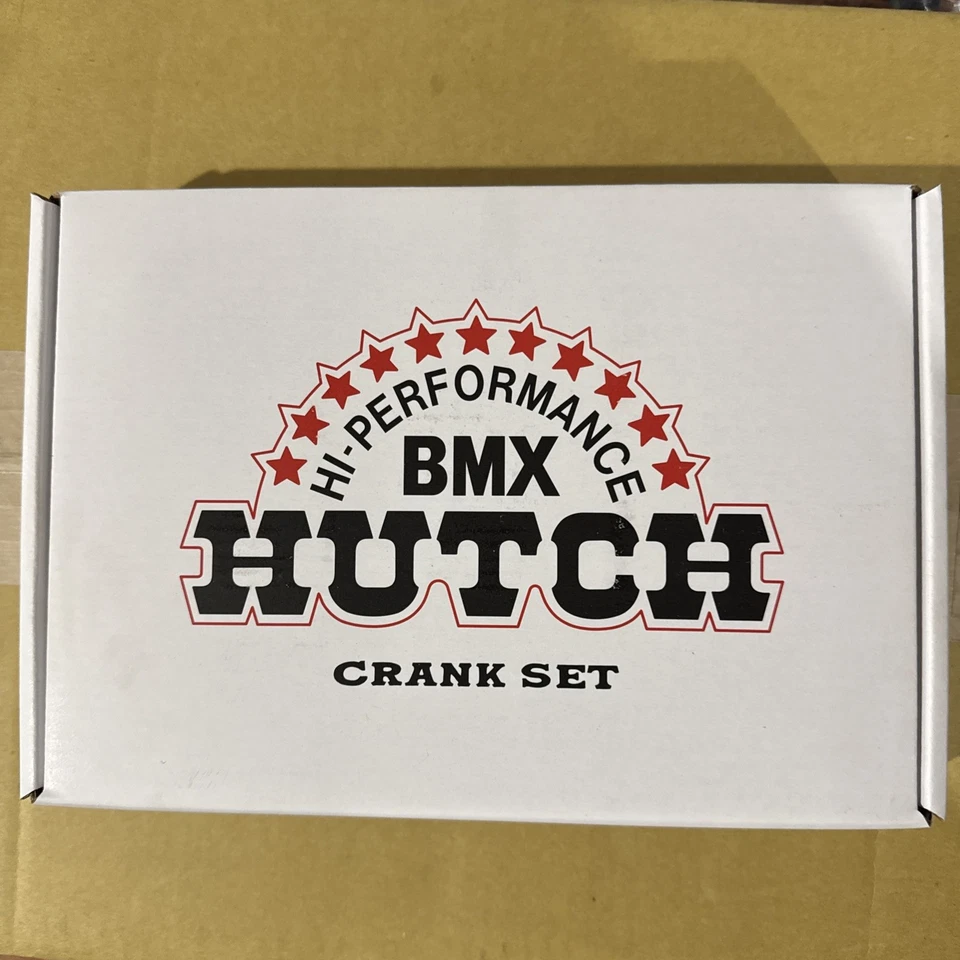 HI-PERFORMANCE
BMX
HUTCH
CRANK SET